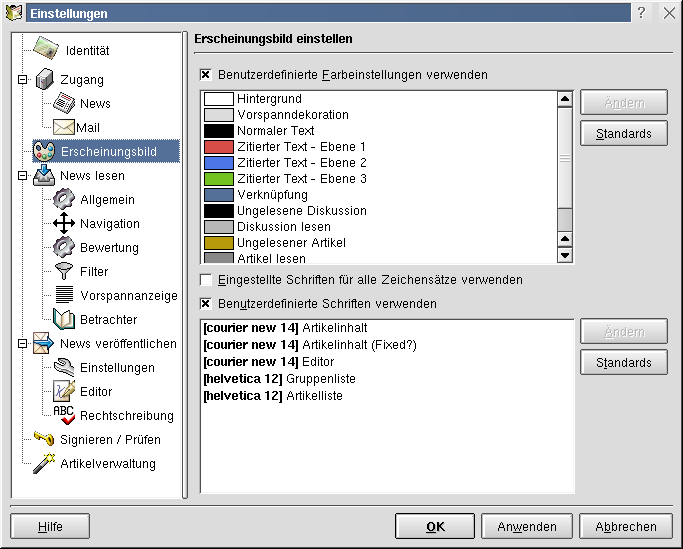 Einstellungen
Identität
Zugang
News
Mail
Erscheinungsbild
News lesen
Allgemein
Navigation
Bewertung
Filter
Vorspannanzeige
Betrachter
News veröffentlichen
Einstellungen
Editor
ABC Rechtschreibung
Signieren / Prüfen
Artikelverwaltung
Erscheinungsbild einstellen
Benutzerdefinierte Farbeinstellungen verwenden
Hintergrund
Vorspanndekoration
Normaler Text
Zitierter Text - Ebene 1
Zitierter Text - Ebene 2
Zitierter Text - Ebene 3
Verknüpfung
Ungelesene Diskussion
Diskussion lesen
Ungelesener Artikel
Artikel lesen
Ändern
Standards
Eingestellte Schriften für alle Zeichensätze verwenden
Benutzerdefinierte Schriften verwenden
[courier new 14] Artikelinhalt
[courier new 14] Artikelinhalt (Fixed?)
[courier new 14] Editor
[helvetica 12] Gruppenliste
[helvetica 12] Artikelliste
Ändern
Standards
Hilfe
OK
Anwenden
Abbrechen